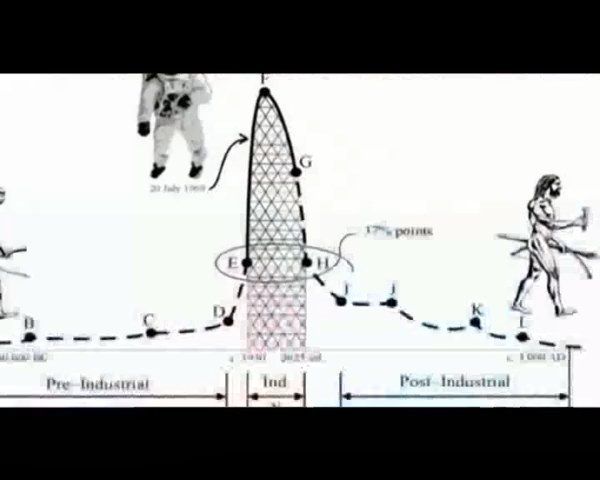 F
G
20 July 1969
17% points
E
H
I
J
D
K
B
C
L
c. 1930
2025
Pre-Industrial
Ind
Post-Industrial